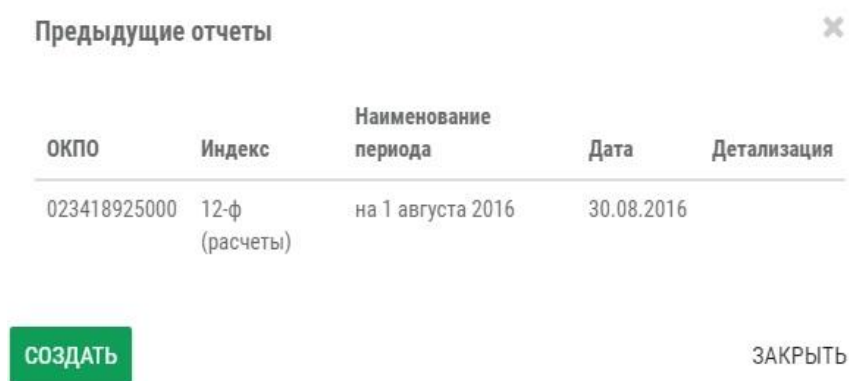 Предыдущие отчеты
Наименование
ОКПО Индекс периода Дата Детализация
023418925000 12-ф на 1 августа 2016 30.08.2016
(расчеты)
СОЗДАТЬ ЗАКРЫТЬ